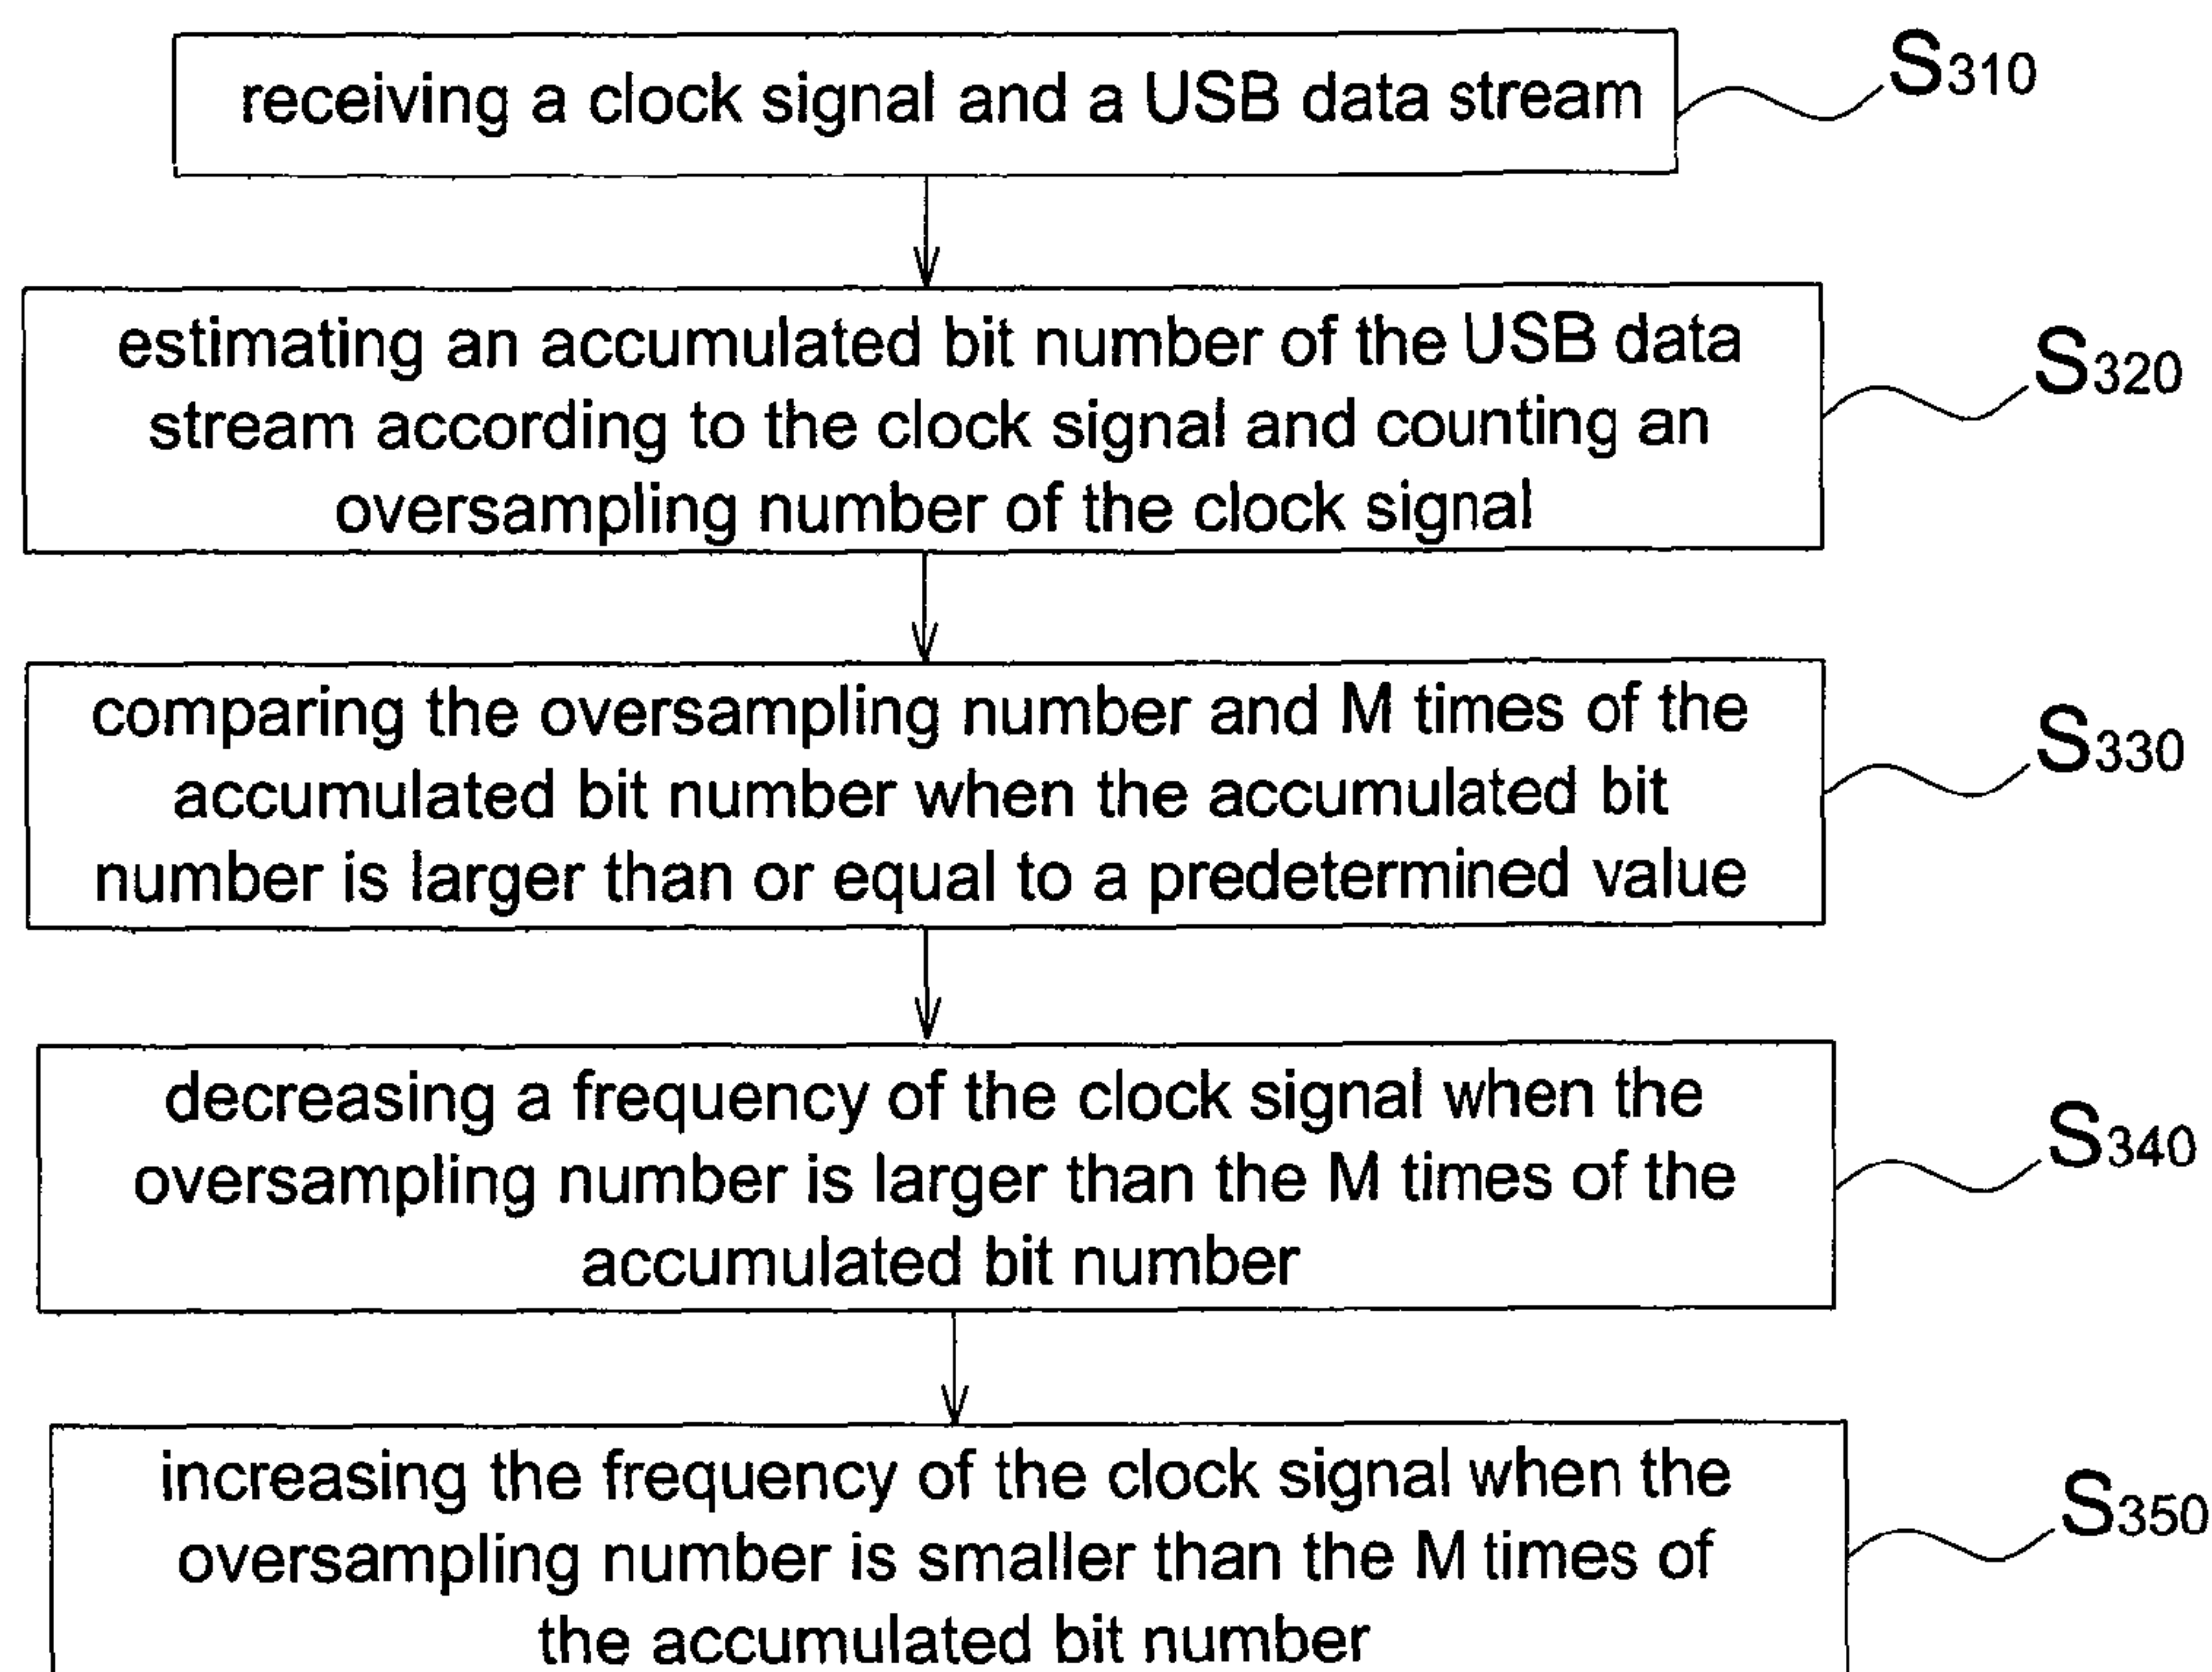 receiving a clock signal and a USB data stream
S310
estimating an accumulated bit number of the USB data
stream according to the clock signal and counting an
oversampling number of the clock signal
S320
comparing the oversampling number and M times of the
accumulated bit number when the accumulated bit
number is larger than or equal to a predetermined value
S330
decreasing a frequency of the clock signal when the
oversampling number is larger than the M times of the
accumulated bit number
S340
increasing the frequency of the clock signal when the
oversampling number is smaller than the M times of
the accumulated bit number
S350